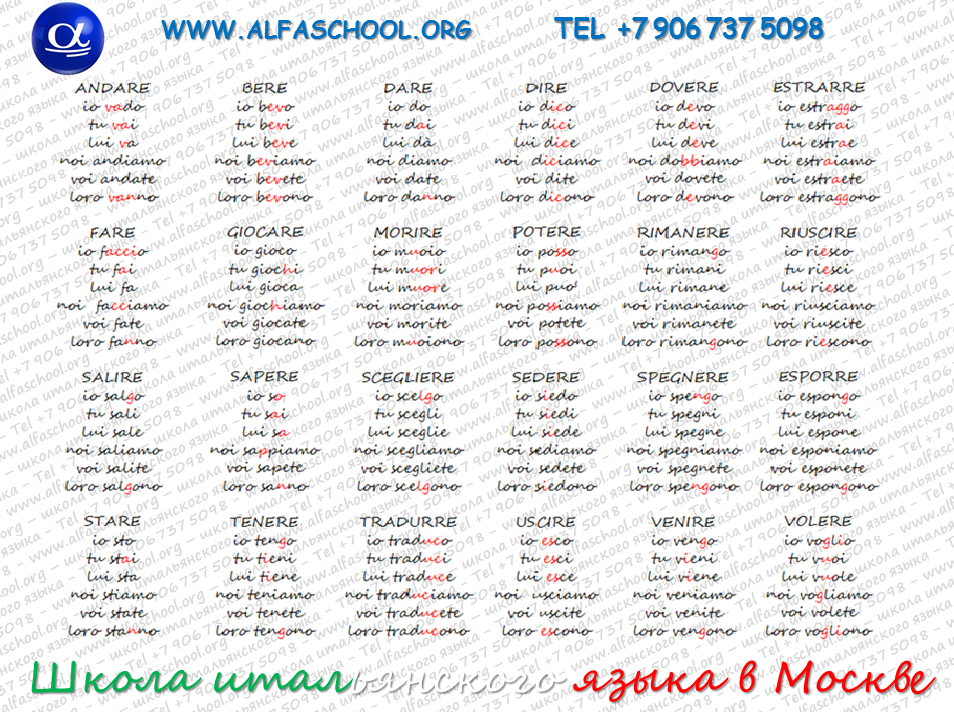 α
WWW.ALFASCHOOL.ORG
TEL +7 906 737 5098
ANDARE
io vado
tu vai
lui va
noi andiamo
voi andate
loro vanno
BERE
io bevo
tu bevi
lui beve
noi beviamo
voi bevete
loro bevono
DARE
io do
tu dai
lui dà
noi diamo
voi date
loro danno
DIRE
io dico
tu dici
lui dice
noi diciamo
voi dite
loro dicono
DOVERE
io devo
tu devi
lui deve
noi dobbiamo
voi dovete
loro devono
ESTRARRE
io estraggo
tu estrai
lui estrae
noi estraiamo
voi estraete
loro estraggono
FARE
io faccio
tu fai
lui fa
noi facciamo
voi fate
loro fanno
GIOCARE
io gioco
tu giochi
lui gioca
noi giochiamo
voi giocate
loro giocano
MORIRE
io muoio
tu muori
lui muore
noi moriamo
voi morite
loro muoiono
POTERE
io posso
tu puoi
lui puo'
noi possiamo
voi potete
loro possono
RIMANERE
io rimango
tu rimani
lui rimane
noi rimaniamo
voi rimanete
loro rimangono
RIUSCIRE
io riesco
tu riesci
lui riesce
noi riusciamo
voi riuscite
loro riescono
SALIRE
io salgo
tu sali
lui sale
noi saliamo
voi salite
loro salgono
SAPERE
io so
tu sai
lui sa
noi sappiamo
voi sapete
loro sanno
SCEGLIERE
io scelgo
tu scegli
lui sceglie
noi scegliamo
voi scegliete
loro scelgono
SEDERE
io siedo
tu siedi
lui siede
noi sediamo
voi sedete
loro siedono
SPEGNERE
io spengo
tu spegni
lui spegne
noi spegniamo
voi spegnete
loro spengono
ESPORRE
io espongo
tu esponi
lui espone
noi esponiamo
voi esponete
loro espongono
STARE
io sto
tu stai
lui sta
noi stiamo
voi state
loro stanno
TENERE
io tengo
tu tieni
lui tiene
noi teniamo
voi tenete
loro tengono
TRADURRE
io traduco
tu traduci
lui traduce
noi traduciamo
voi traducete
loro traducono
USCIRE
io esco
tu esci
lui esce
noi usciamo
voi uscite
loro escono
VENIRE
io vengo
tu vieni
lui viene
noi veniamo
voi venite
loro vengono
VOLERE
io voglio
tu vuoi
lui vuole
noi vogliamo
voi volete
loro vogliono
Школа итальянского языка в Москве